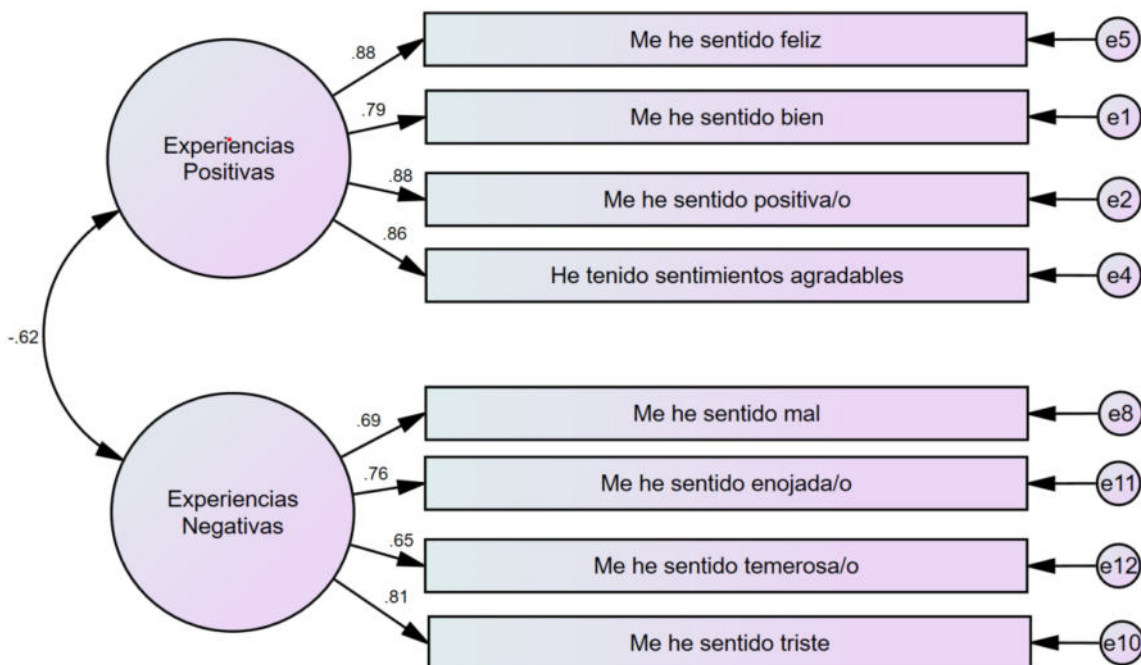 .88
Me he sentido feliz
e5
Experiencias
Positivas
.79
Me he sentido bien
e1
.88
Me he sentido positiva/o
e2
.86
He tenido sentimientos agradables
e4
-.62
Experiencias
Negativas
.69
Me he sentido mal
e8
.76
Me he sentido enojada/o
e11
.65
Me he sentido temerosa/o
e12
.81
Me he sentido triste
e10